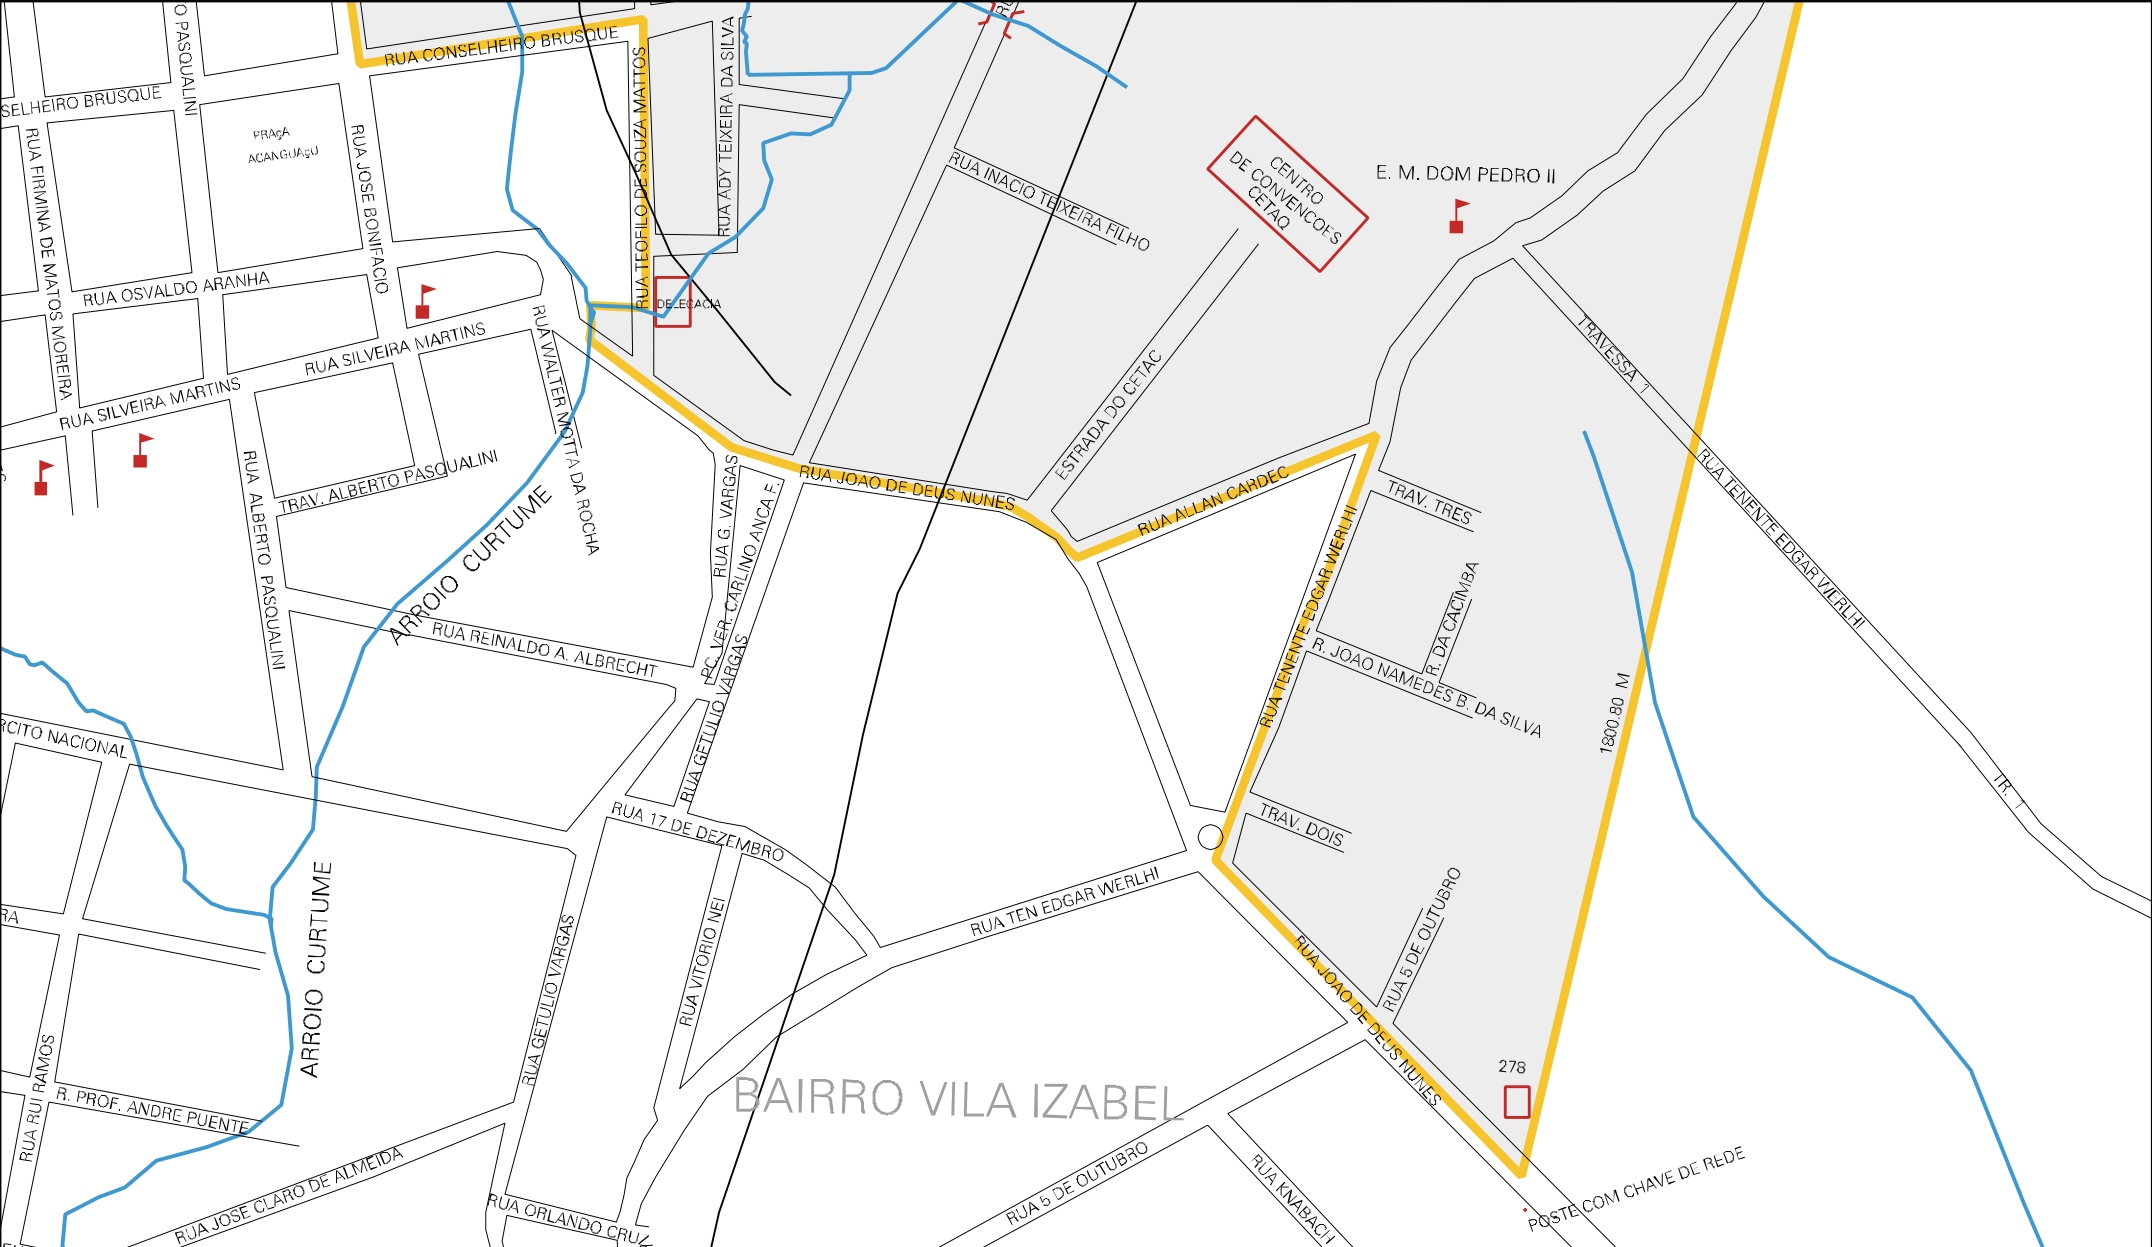 O PASQUALINI
RUA CONSELHEIRO BRUSQUE
SELHEIRO BRUSQUE
RUA TEOFILO DE SOUZA MATTOS
RUA ADY TEIXEIRA DA SILVA
PRAçA
ACANGUAçU
RUA FIRMINA DE MATOS MOREIRA
RUA JOSE BONIFACIO
RUA INACIO TEIXEIRA FILHO
CENTRO
DE CONVENCOES
CETAQ
E. M. DOM PEDRO II
RUA OSVALDO ARANHA
DELECACIA
RUA SILVEIRA MARTINS
RUA SILVEIRA MARTINS
RUA WALTER MOTTA DA ROCHA
TRAVESSA 1
ESTRADA DO CETAC
RUA ALBERTO PASQUALINI
TRAV. ALBERTO PASQUALINI
RUA G. VARGAS
PC. VER. CARLINO ANCA F.
RUA JOAO DE DEUS NUNES
RUA ALLAN CARDEC
TRAV. TRES
RUA TENENTE EDGAR WERLHI
RUA TENENTE EDGAR WERLHI
ARROIO CURTUME
R. DA CACIMBA
RUA REINALDO A. ALBRECHT
R. JOAO NAMEDES B. DA SILVA
RUA GETULIO VARGAS
1800.80 M
RCITO NACIONAL
TR. 1
RUA 17 DE DEZEMBRO
TRAV. DOIS
RUA TEN EDGAR WERLHI
RUA 5 DE OUTUBRO
RA
ARROIO CURTUME
RUA GETULIO VARGAS
RUA VITORIO NEI
RUA JOAO DE DEUS NUNES
278
RUA RUI RAMOS
R. PROF. ANDRE PUENTE
BAIRRO VILA IZABEL
RUA JOSE CLARO DE ALMEIDA
RUA 5 DE OUTUBRO
RUA KNABACH
POSTE COM CHAVE DE REDE
RUA ORLANDO CRUZ